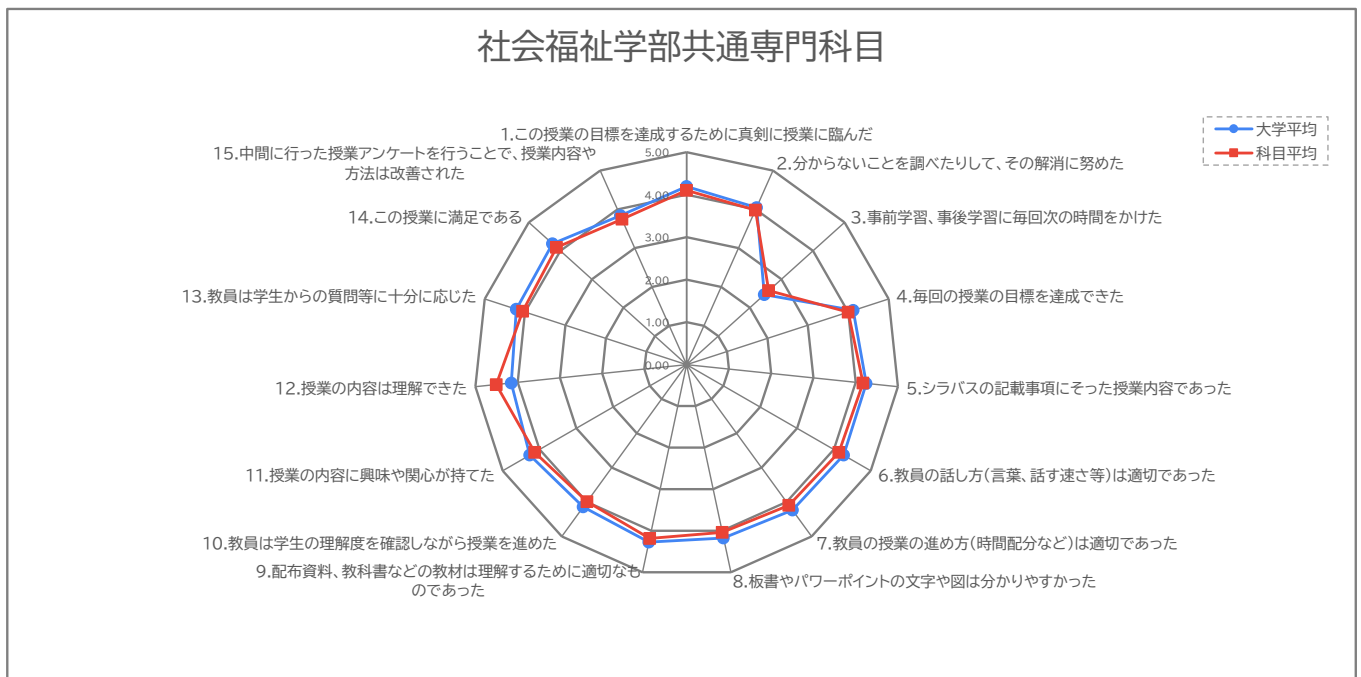 社会福祉学部共通専門科目
大学平均
科目平均
1.この授業の目標を達成するために真剣に授業に臨んだ
2.分からないことを調べたりして、その解消に努めた
3.事前学習、事後学習に毎回次の時間をかけた
4.毎回の授業の目標を達成できた
5.シラバスの記載事項にそった授業内容であった
6.教員の話し方(言葉、話す速さ等)は適切であった
7.教員の授業の進め方(時間配分など)は適切であった
8.板書やパワーポイントの文字や図は分かりやすかった
9.配布資料、教科書などの教材は理解するために適切なも
のであった
10.教員は学生の理解度を確認しながら授業を進めた
11.授業の内容に興味や関心が持てた
12.授業の内容は理解できた
13.教員は学生からの質問等に十分に応じた
14.この授業に満足である
15.中間に行った授業アンケートを行うことで、授業内容や
方法は改善された
5.00
4.00
3.00
2.00
1.00
0.00